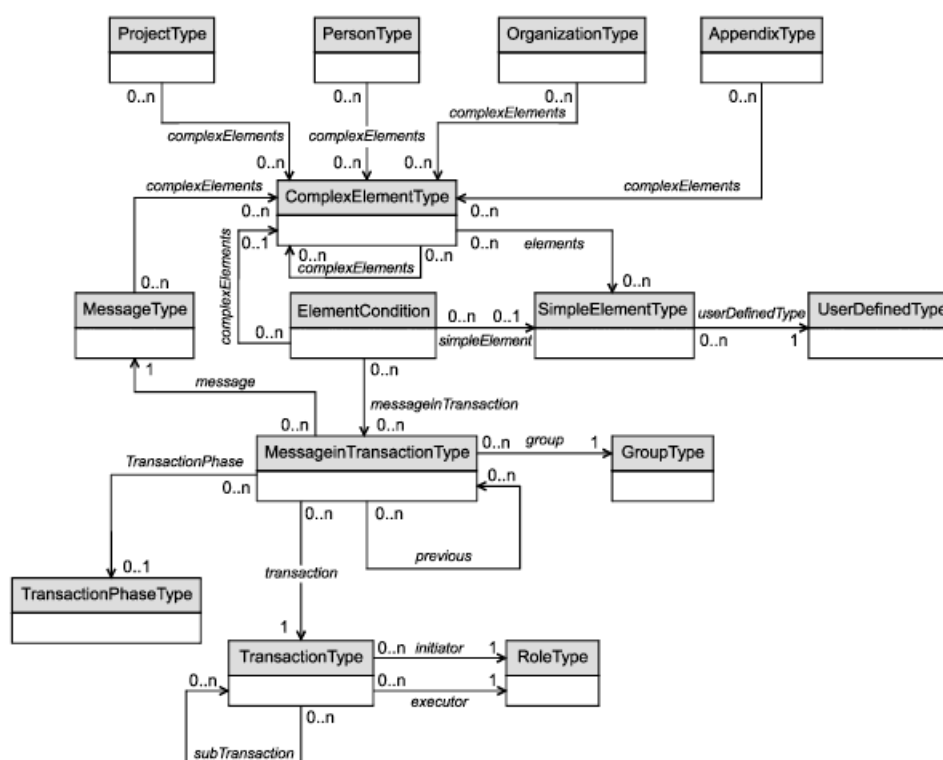 ProjectType
PersonType
OrganizationType
AppendixType
0..n
0..n
0..n
0..n
complexElements
complexElements
complexElements
complexElements
0..n
0..n
0..n
complexElements
ComplexElementType
0..n
0..n
0..1
0..n
0..n
0..n
elements
complexElements
complexElements
0..n
0..n
MessageType
ElementCondition
0..n
0..1
SimpleElementType
userDefinedType
UserDefinedType
simpleElement
0..n
1
0..n
1
message
0..n
messageinTransaction
0..n
0..n
MessageinTransactionType
0..n
group
1
GroupType
TransactionPhase
0..n
0..n
0..n
0..n
previous
0..1
transaction
TransactionPhaseType
1
TransactionType
0..n
initiator
1
RoleType
0..n
0..n
executor
1
0..n
subTransaction